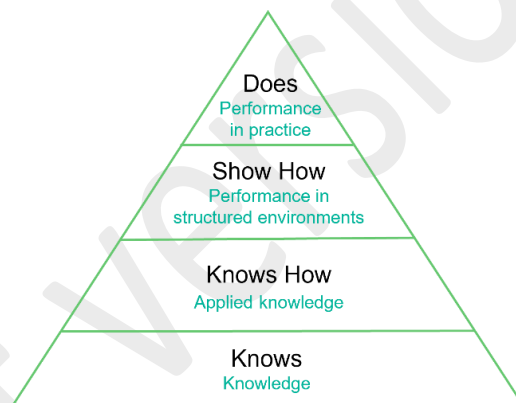 Does
Performance
in practice
Show How
Performance in
structured environments
Knows How
Applied knowledge
Knows
Knowledge